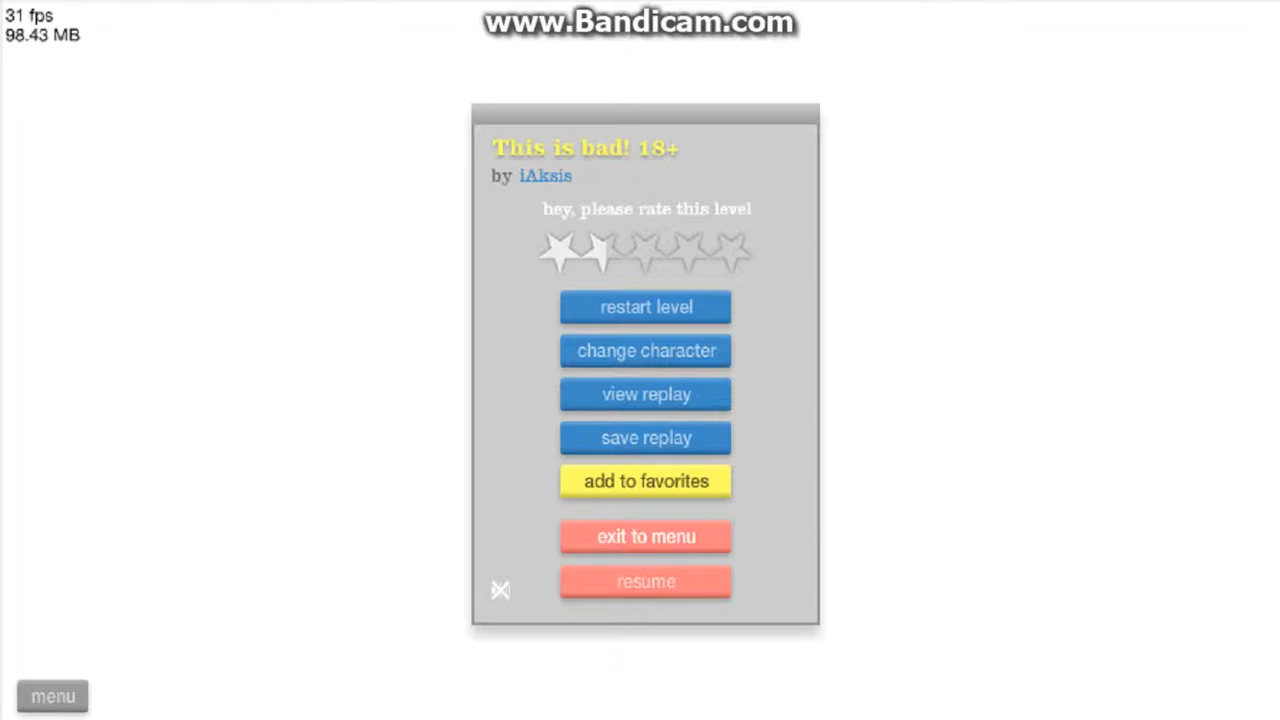 31 fps
98.43 MB
www.Bandicam.com
This is bad! 18+
by iAksis
hey, please rate this level
restart level
change character
view replay
save replay
add to favorites
exit to menu
resume
menu